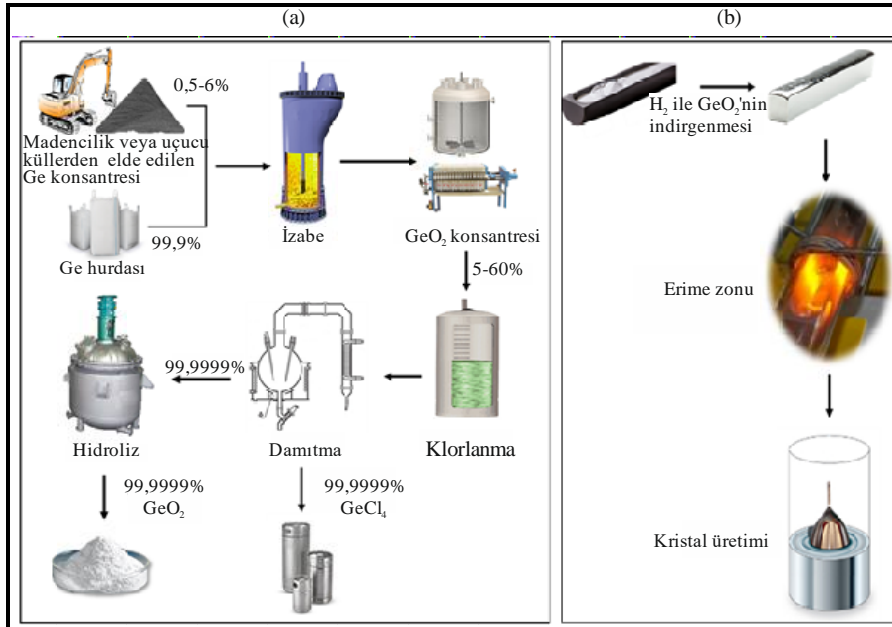 (a)
0,5-6%
Madencilik veya uçucu
küllerden elde edilen
Ge konsantresi
99,9%
Ge hurdası
İzabe
GeO₂ konsantresi
5-60%
Klorlanma
Damıtma
99,9999%
Hidroliz
99,9999%
GeO₂
99,9999%
GeCl₄
(b)
H₂ ile GeO₂'nin
indirgenmesi
Erime zonu
Kristal üretimi